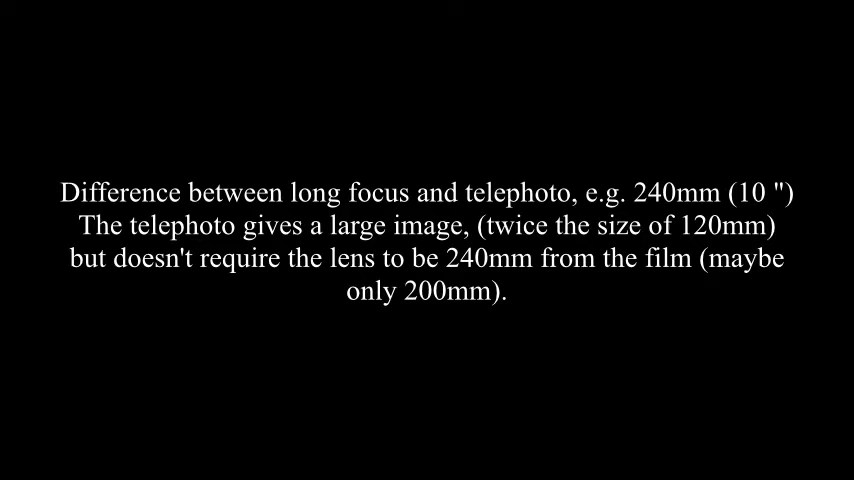 Difference between long focus and telephoto, e.g. 240mm (10 ")
The telephoto gives a large image, (twice the size of 120mm)
but doesn't require the lens to be 240mm from the film (maybe
only 200mm).